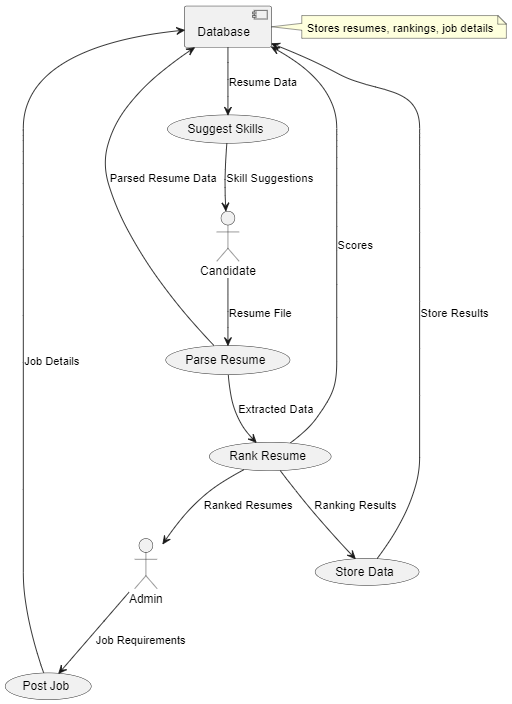 Database
Stores resumes, rankings, job details
Resume Data
Suggest Skills
Parsed Resume Data
Skill Suggestions
Scores
Candidate
Resume File
Store Results
Job Details
Parse Resume
Extracted Data
Rank Resume
Ranked Resumes
Ranking Results
Store Data
Admin
Job Requirements
Post Job